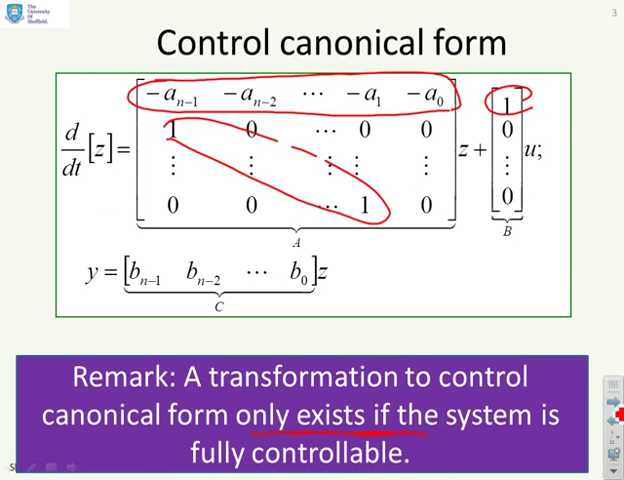 The
University
Of
Sheffield.
3
Control canonical form
d/dt [z] = [ −a_{n−1} −a_{n−2} ⋯ −a_1 −a_0
1 0 ⋯ 0 0
⋮ ⋮ ⋮ ⋮ ⋮
0 0 ⋯ 1 0 ] z + [ 1 0 ⋮ 0 ] u;
A
B
y = [b_{n−1} b_{n−2} ⋯ b_0] z
C
Remark: A transformation to control
canonical form only exists if the system is
fully controllable.